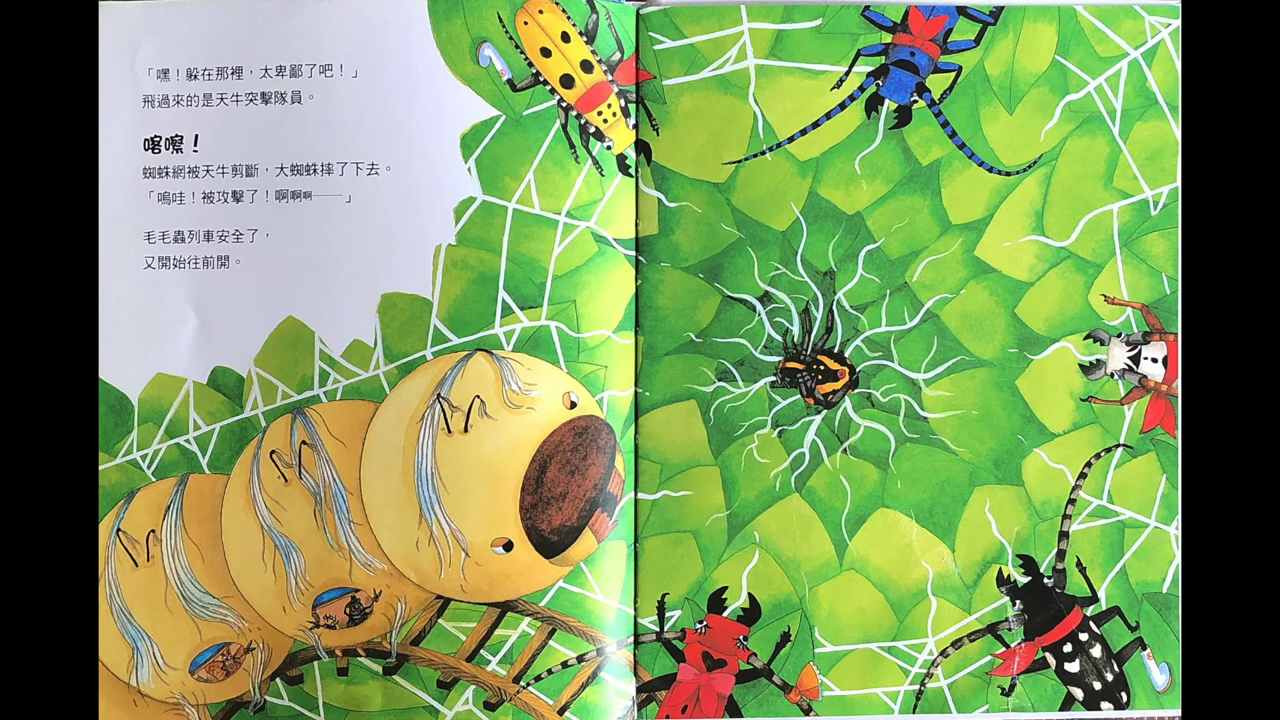 「嘿！躲在那裡，太卑鄙了吧！」
飛過來的是天牛突擊隊員。
喀嚓！
蜘蛛網被天牛剪斷，大蜘蛛摔了下去。
「嗚哇！被攻擊了！啊啊啊——」
毛毛蟲列車安全了，
又開始往前開。